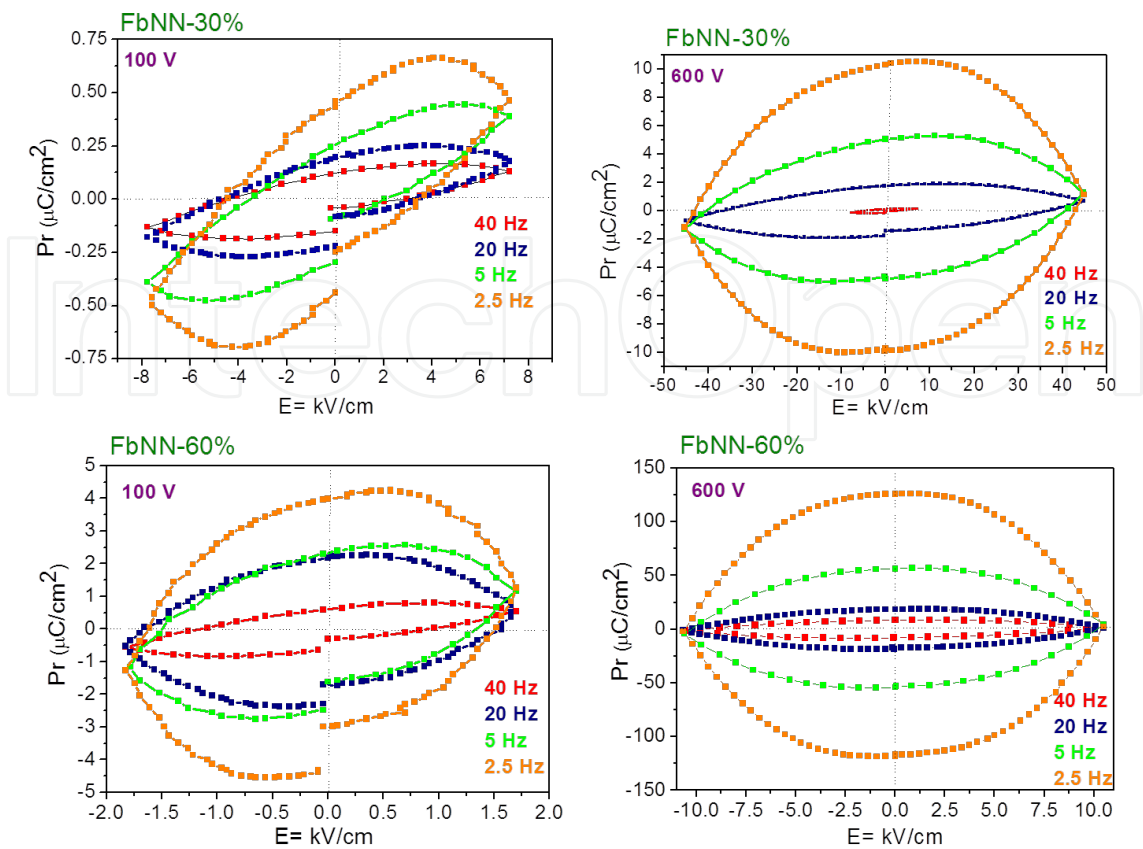 FbNN-30%
100 V
0.75
0.50
0.25
0.00
-0.25
-0.50
-0.75
Pr (μC/cm²)
40 Hz
20 Hz
5 Hz
2.5 Hz
-8 -6 -4 -2 0 2 4 6 8
E= kV/cm
FbNN-30%
600 V
10
8
6
4
2
0
-2
-4
-6
-8
-10
Pr (μC/cm²)
40 Hz
20 Hz
5 Hz
2.5 Hz
-50 -40 -30 -20 -10 0 10 20 30 40 50
E= kV/cm
IntechOpen
FbNN-60%
100 V
5
4
3
2
1
0
-1
-2
-3
-4
-5
Pr (μC/cm²)
40 Hz
20 Hz
5 Hz
2.5 Hz
-2.0 -1.5 -1.0 -0.5 0.0 0.5 1.0 1.5 2.0
E= kV/cm
FbNN-60%
600 V
150
100
50
0
-50
-100
-150
Pr (μC/cm²)
40 Hz
20 Hz
5 Hz
2.5 Hz
-10.0 -7.5 -5.0 -2.5 0.0 2.5 5.0 7.5 10.0
E= kV/cm